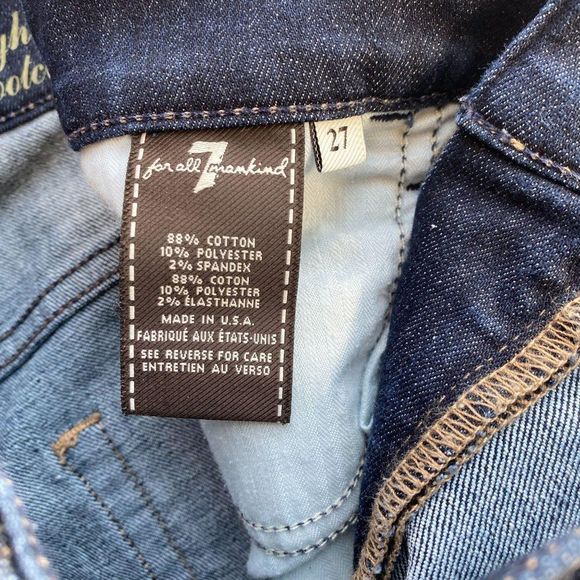 for all 7 mankind
27
88% COTTON
10% POLYESTER
2% SPANDEX
88% COTON
10% POLYESTER
2% ÉLASTHANNE
MADE IN U.S.A.
FABRIQUÉ AUX ÉTATS-UNIS
SEE REVERSE FOR CARE
ENTRETIEN AU VERSO